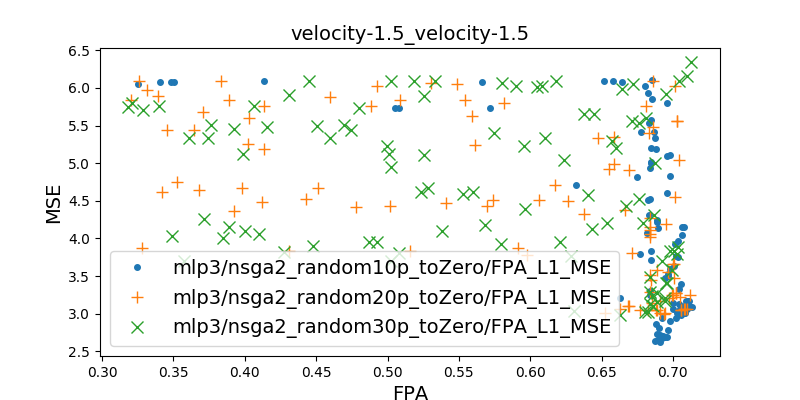 velocity-1.5_velocity-1.5
6.5
6.0
5.5
5.0
4.5
4.0
3.5
3.0
2.5
MSE
mlp3/nsga2_random10p_toZero/FPA_L1_MSE
mlp3/nsga2_random20p_toZero/FPA_L1_MSE
mlp3/nsga2_random30p_toZero/FPA_L1_MSE
0.30 0.35 0.40 0.45 0.50 0.55 0.60 0.65 0.70
FPA